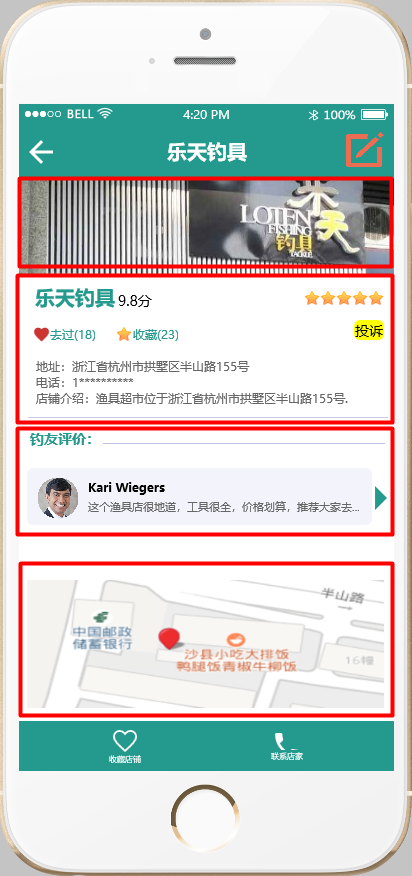 BELL 4:20 PM 100%
乐天钓具
乐天
LOTEN
FISHING
钓具
TACKLE
乐天钓具 9.8分
去过(18) 收藏(23) 投诉
地址：浙江省杭州市拱墅区半山路155号
电话：1**********
店铺介绍：渔具超市位于浙江省杭州市拱墅区半山路155号.
钓友评价：
Kari Wiegers
这个渔具店很地道，工具很全，价格划算，推荐大家去...
半山路
中国邮政
储蓄银行
沙县小吃大排饭
鸭腿饭青椒牛柳饭
16幢
收藏店铺 联系店家